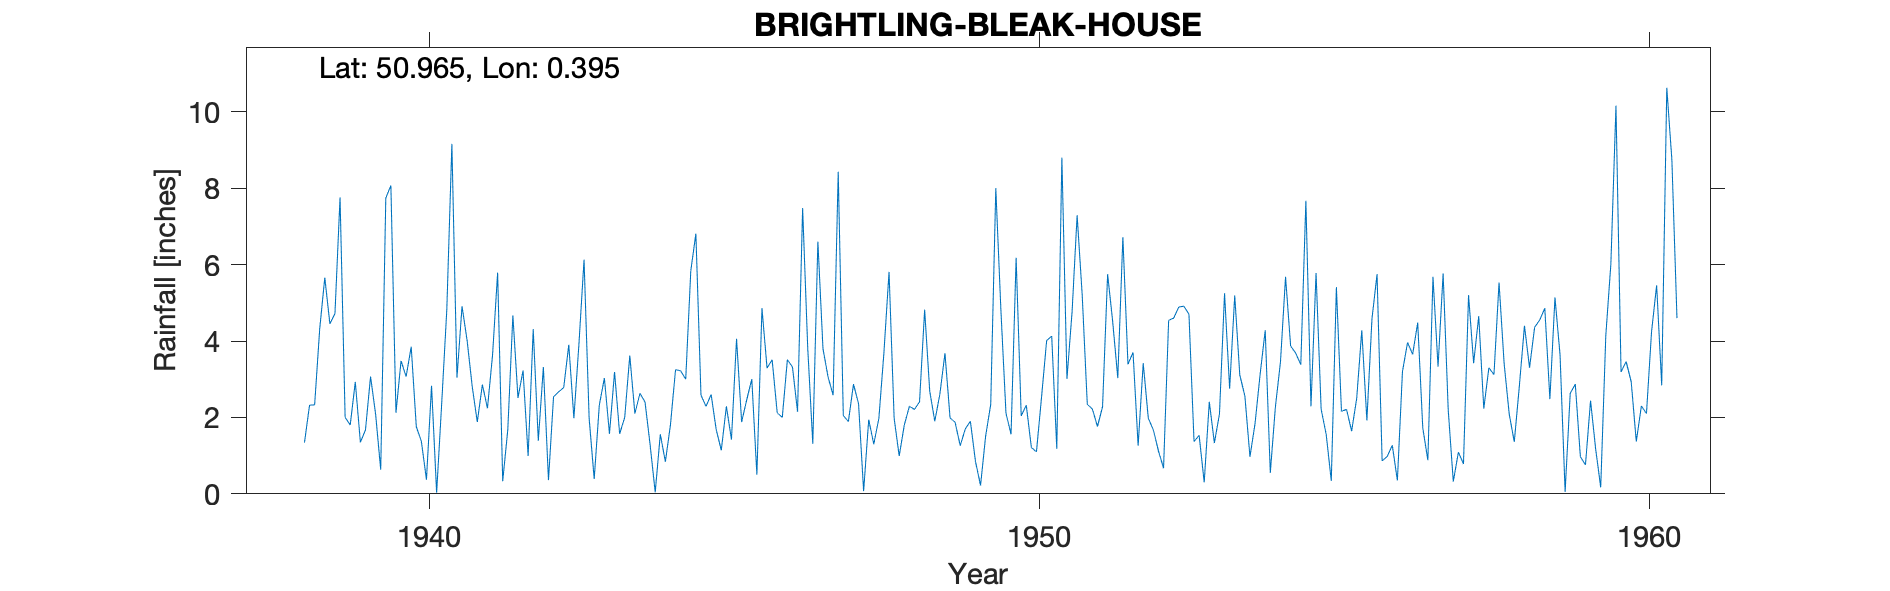 BRIGHTLING-BLEAK-HOUSE
Lat: 50.965, Lon: 0.395
Rainfall [inches]
10
8
6
4
2
0
1940
1950
1960
Year